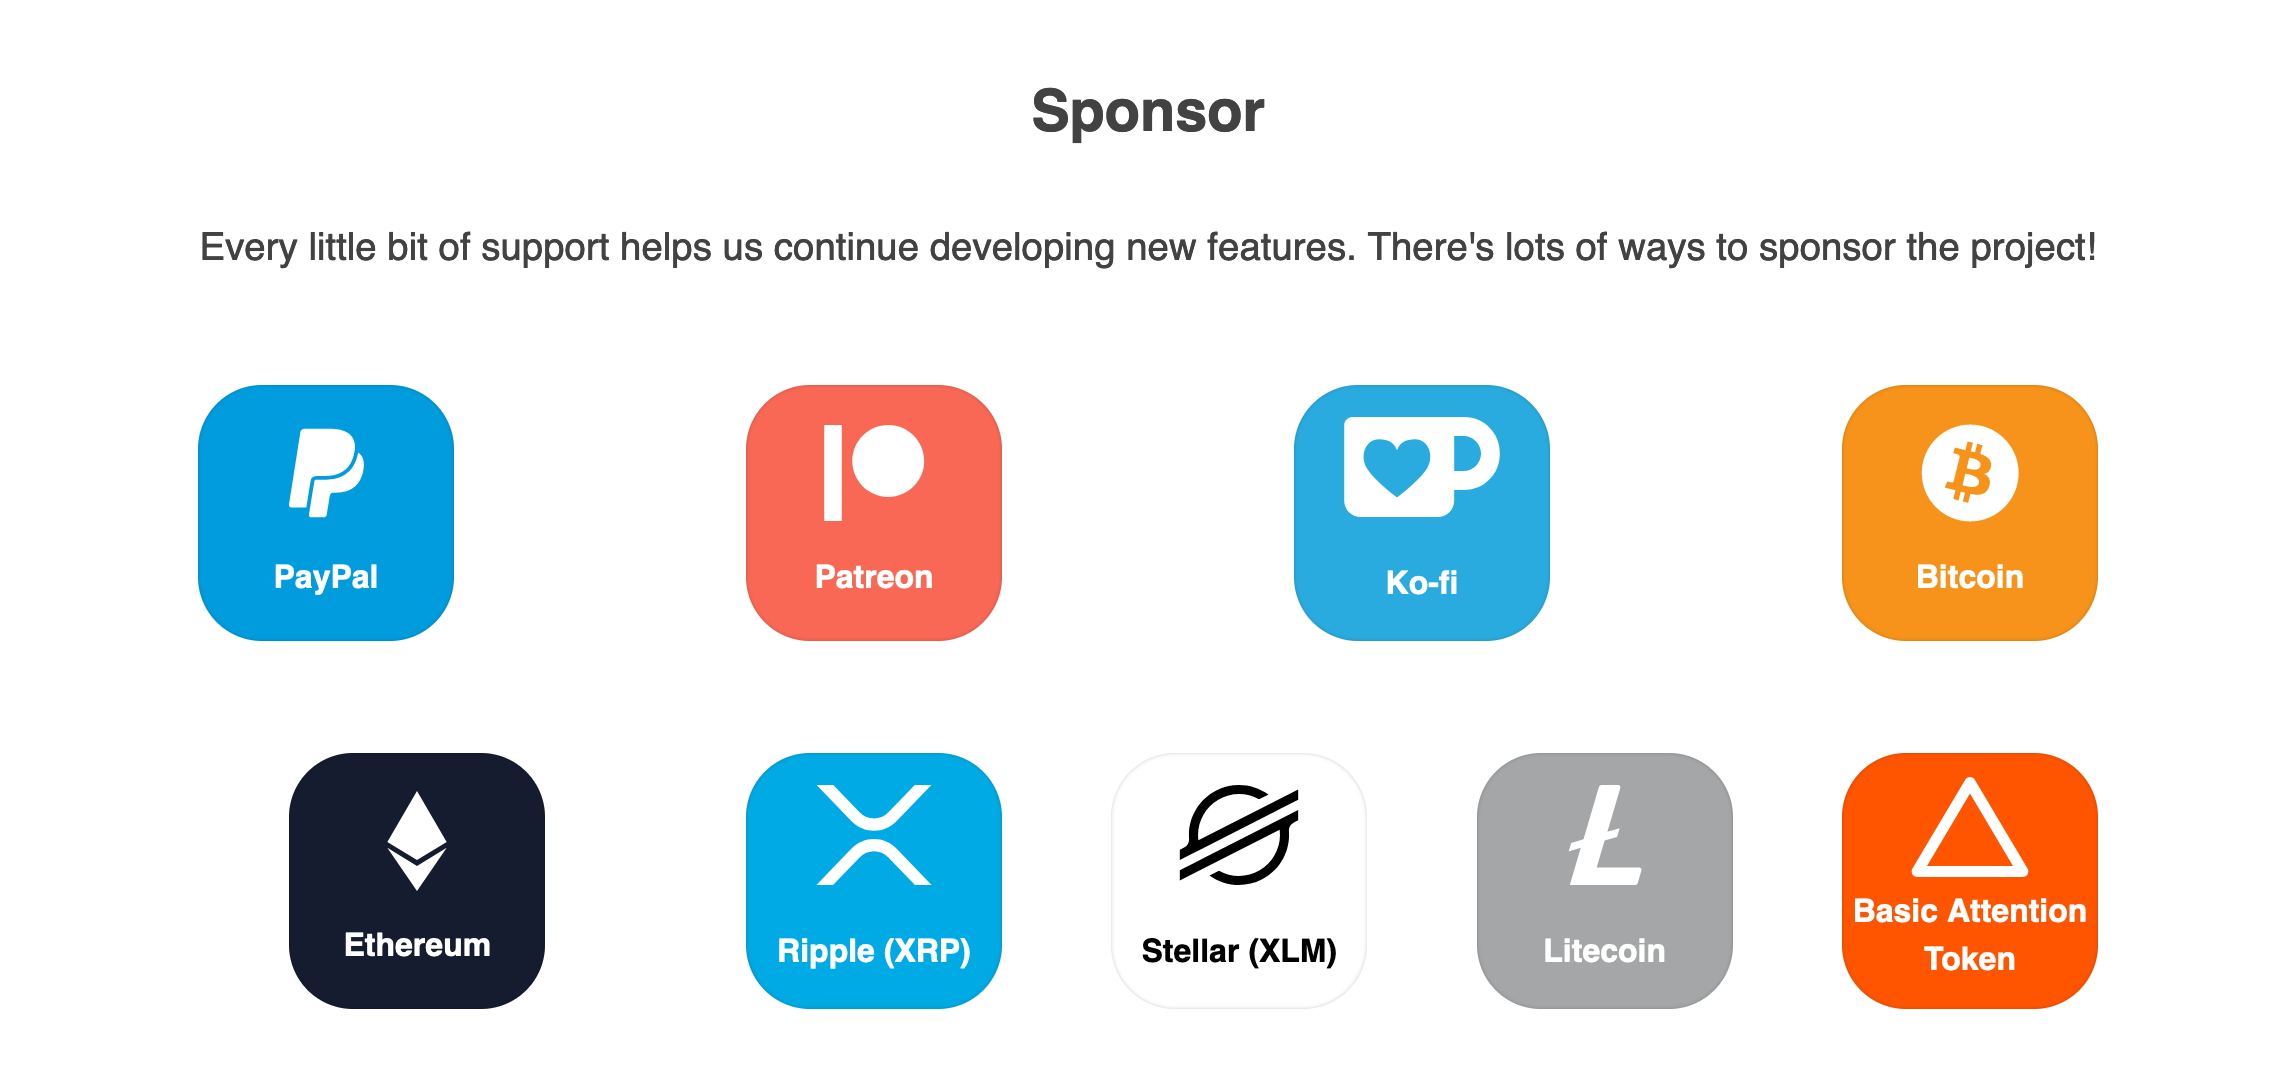 Sponsor
Every little bit of support helps us continue developing new features. There's lots of ways to sponsor the project!
PayPal
Patreon
Ko-fi
Bitcoin
Ethereum
Ripple (XRP)
Stellar (XLM)
Litecoin
Basic Attention
Token